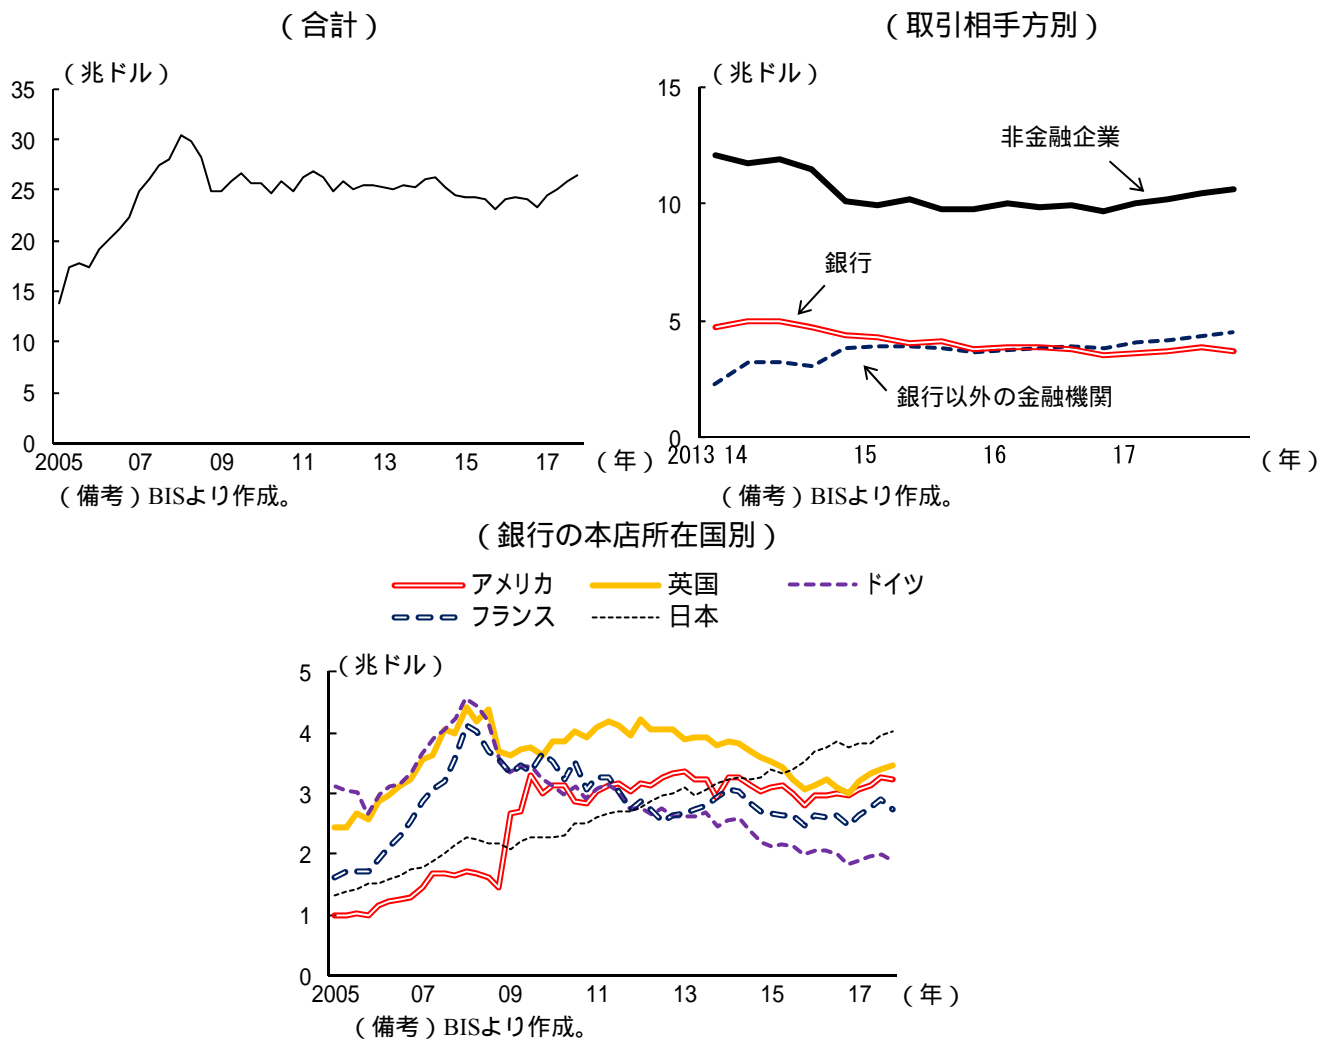 （合計）
（兆ドル）
35
30
25
20
15
10
5
0
2005 07 09 11 13 15 17 （年）
（備考）BISより作成。
（取引相手方別）
（兆ドル）
15
非金融企業
10
銀行
5
銀行以外の金融機関
0
2013 14 15 16 17 （年）
（備考）BISより作成。
（銀行の本店所在国別）
アメリカ 英国 ドイツ
フランス 日本
（兆ドル）
5
4
3
2
1
0
2005 07 09 11 13 15 17 （年）
（備考）BISより作成。